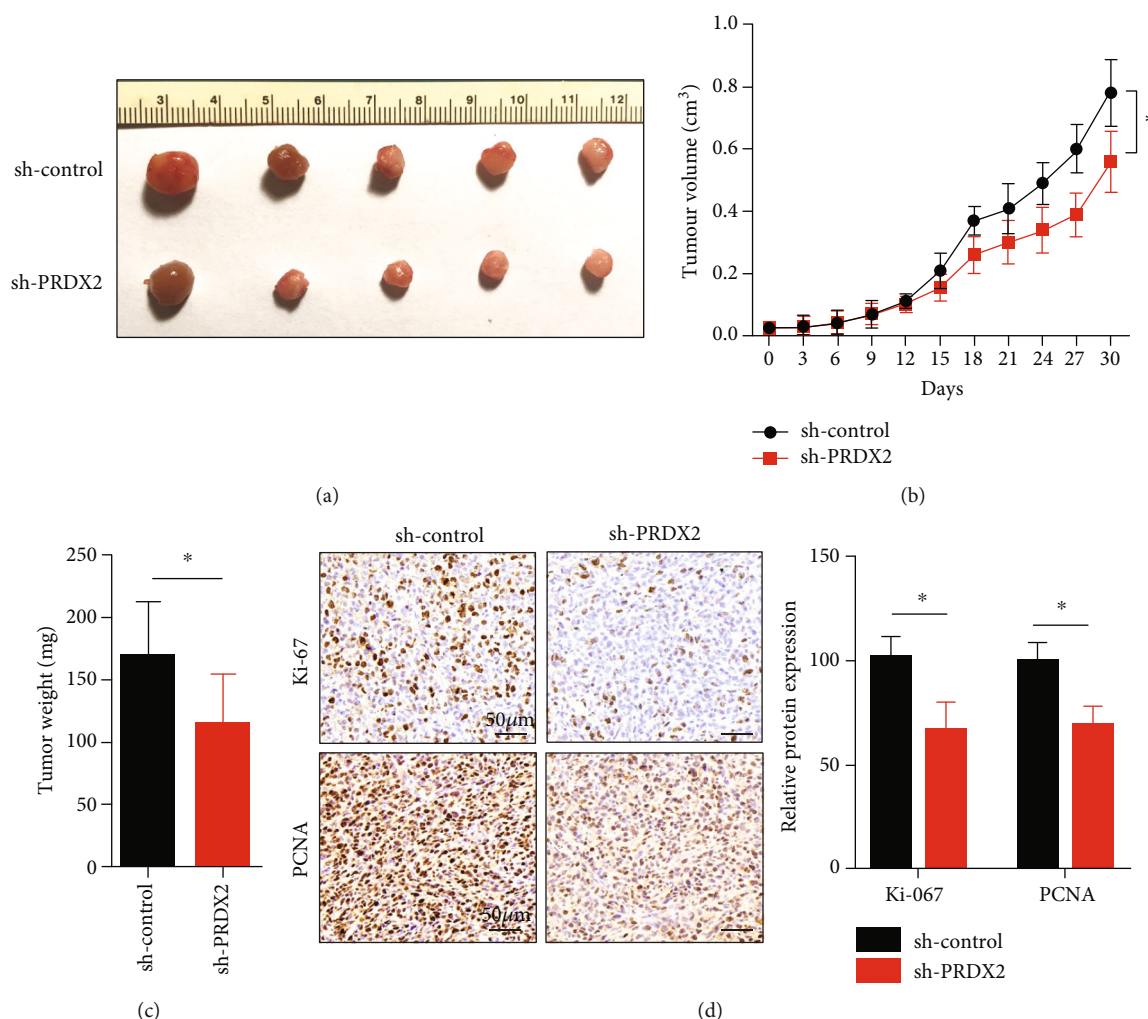 3 4 5 6 7 8 9 10 11 12
sh-control
sh-PRDX2
(a)
Tumour volume (cm³)
1.0
0.8
0.6
0.4
0.2
0.0
0 3 6 9 12 15 18 21 24 27 30
Days
*
sh-control
sh-PRDX2
(b)
Tumor weight (mg)
250
200
150
100
50
0
*
sh-control
sh-PRDX2
(c)
sh-control sh-PRDX2
Ki-67
50μm
PCNA
50μm
Relative protein expression
150
100
50
0
* *
Ki-067 PCNA
sh-control
sh-PRDX2
(d)